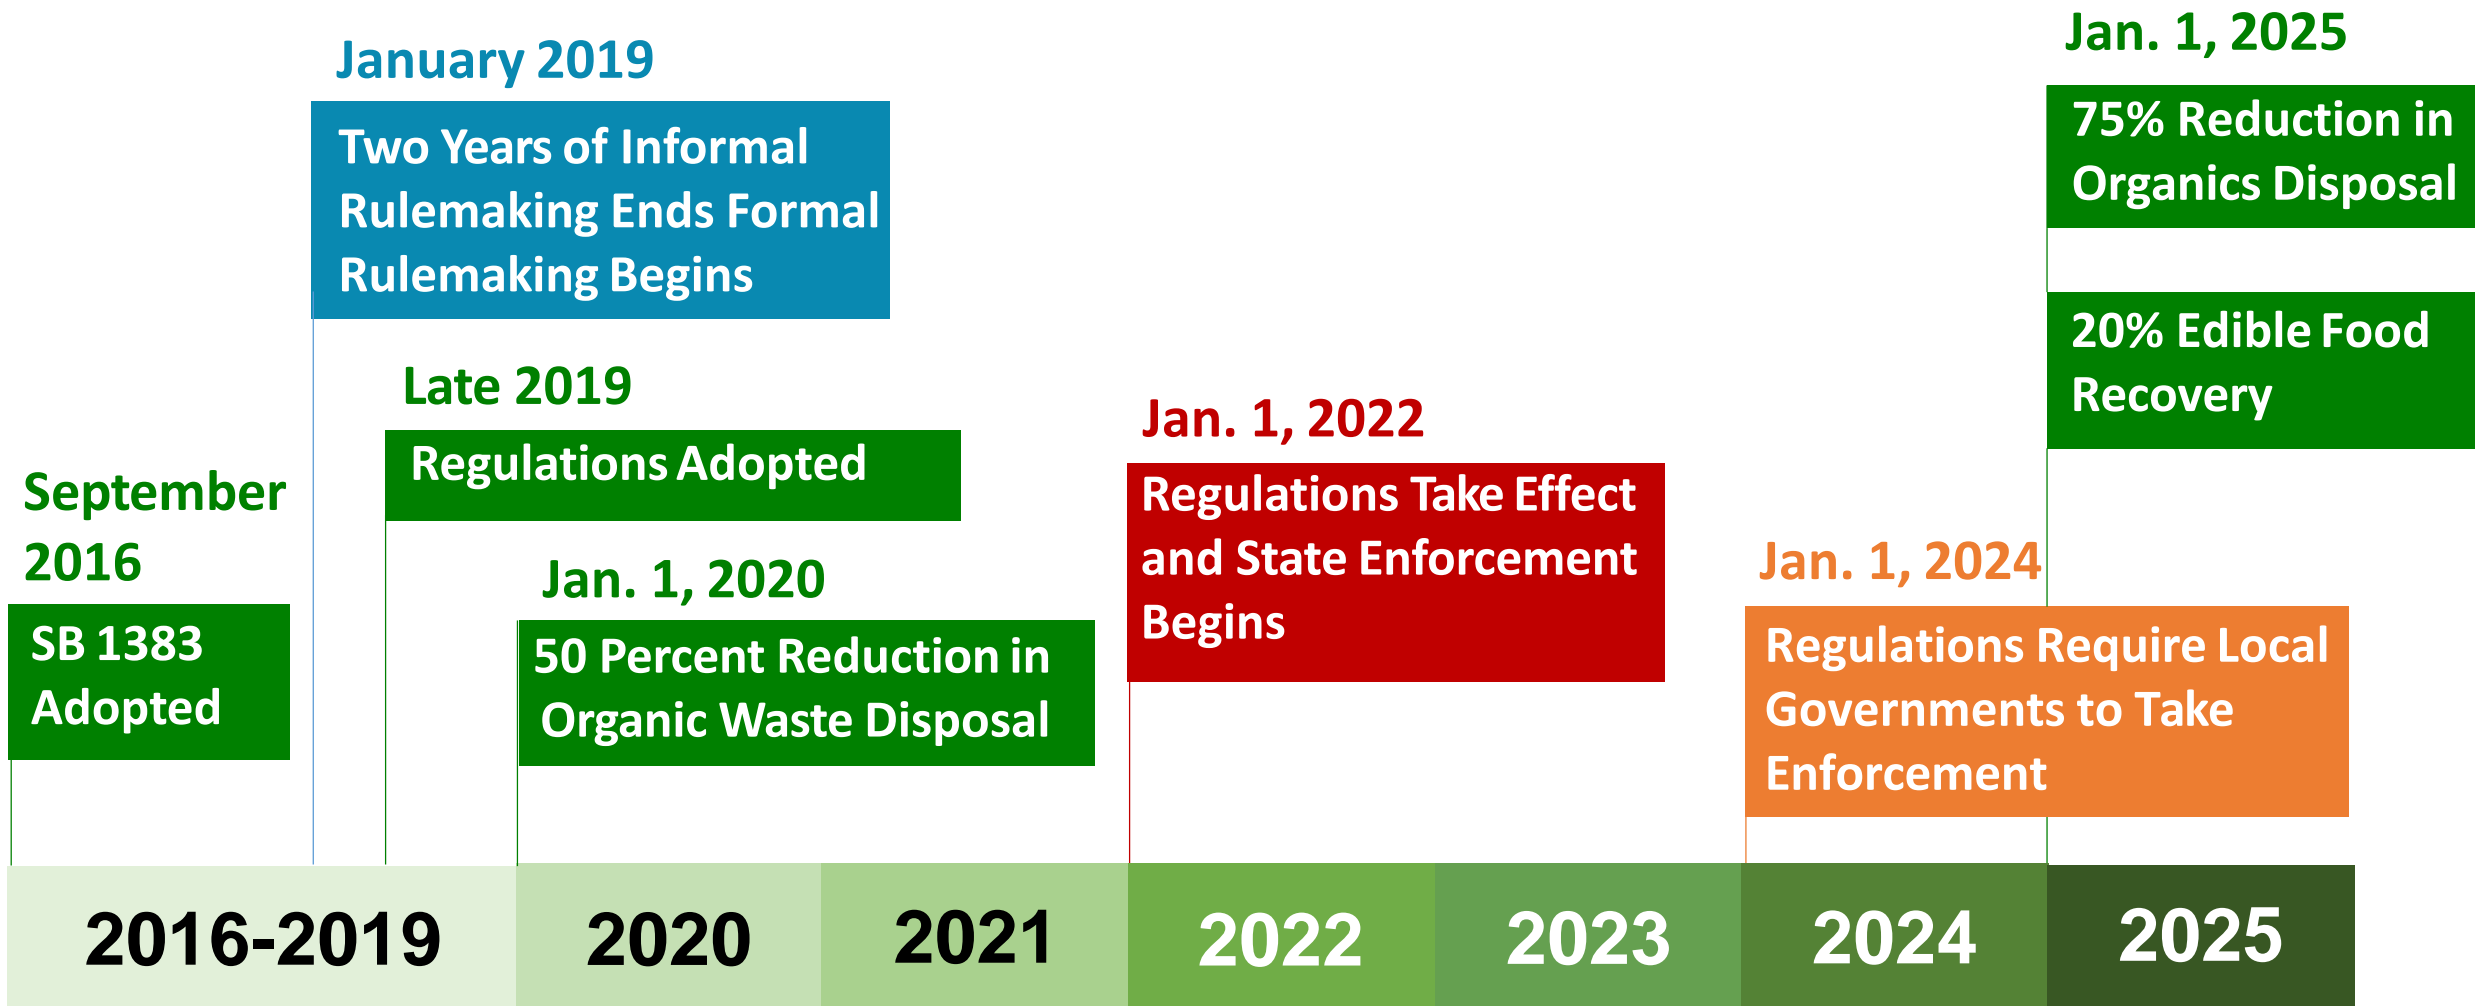 September
2016
SB 1383
Adopted
January 2019
Two Years of Informal
Rulemaking Ends Formal
Rulemaking Begins
Late 2019
Regulations Adopted
Jan. 1, 2020
50 Percent Reduction in
Organic Waste Disposal
Jan. 1, 2022
Regulations Take Effect
and State Enforcement
Begins
Jan. 1, 2024
Regulations Require Local
Governments to Take
Enforcement
Jan. 1, 2025
75% Reduction in
Organics Disposal
20% Edible Food
Recovery
2016-2019
2020
2021
2022
2023
2024
2025